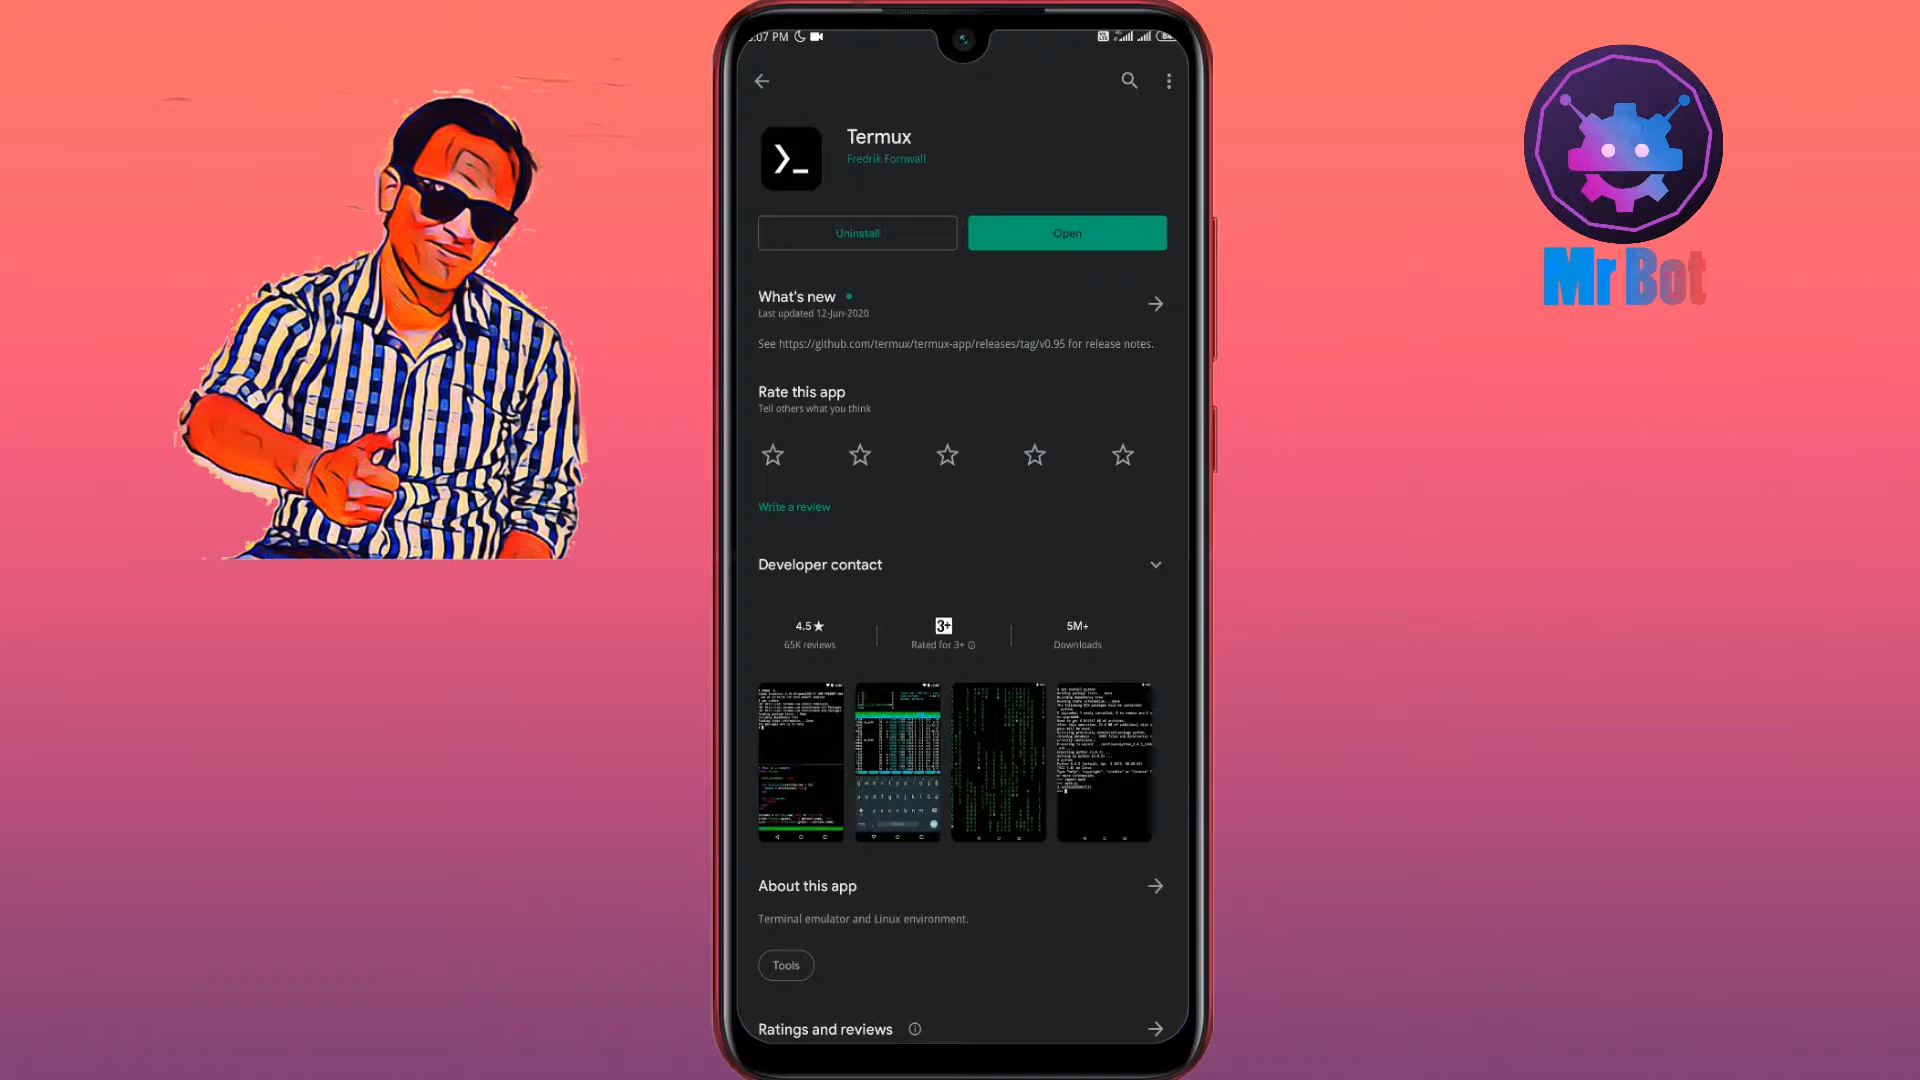 :07 PM
Termux
Fredrik Fornwall
Uninstall
Open
What's new
Last updated 12-Jun-2020
See https://github.com/termux/termux-app/releases/tag/v0.95 for release notes.
Rate this app
Tell others what you think
Write a review
Developer contact
4.5★
3+
5M+
65K reviews
Rated for 3+
Downloads
About this app
Terminal emulator and Linux environment.
Tools
Ratings and reviews
Mr Bot